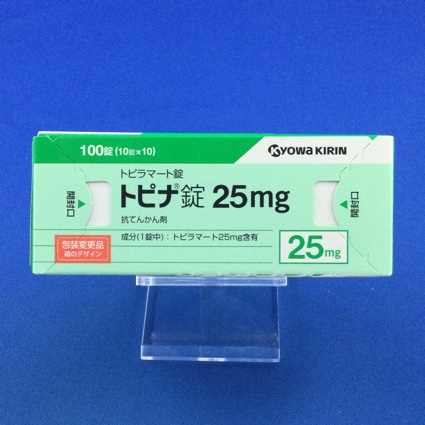 100錠(10錠×10)
KYOWA KIRIN
トピラマート錠
トピナ®錠 25mg
抗てんかん剤
成分(1錠中):トピラマート25mg含有
開封口
開封口
包装変更品
箱のデザイン
25mg